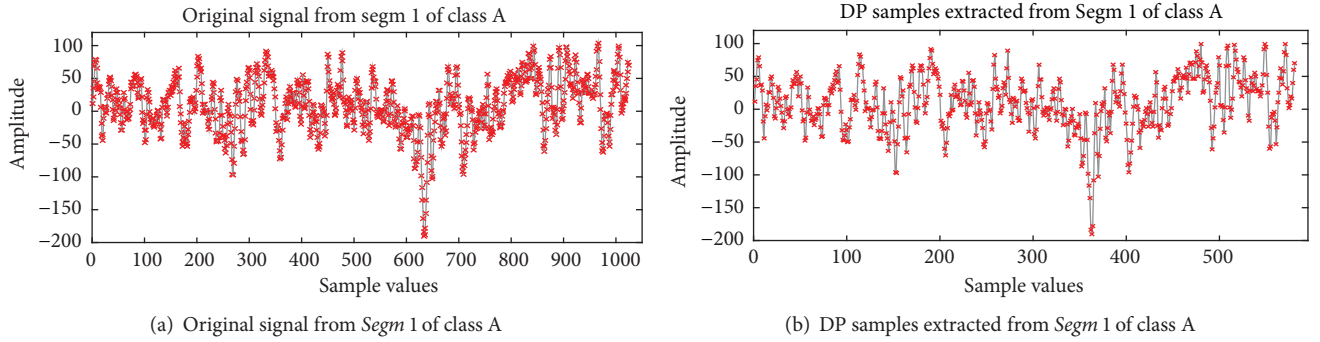 Original signal from segm 1 of class A
100
50
0
−50
−100
−150
−200
Amplitude
0 100 200 300 400 500 600 700 800 900 1000
Sample values
(a) Original signal from Segm 1 of class A
DP samples extracted from Segm 1 of class A
100
50
0
−50
−100
−150
−200
Amplitude
0 100 200 300 400 500
Sample values
(b) DP samples extracted from Segm 1 of class A